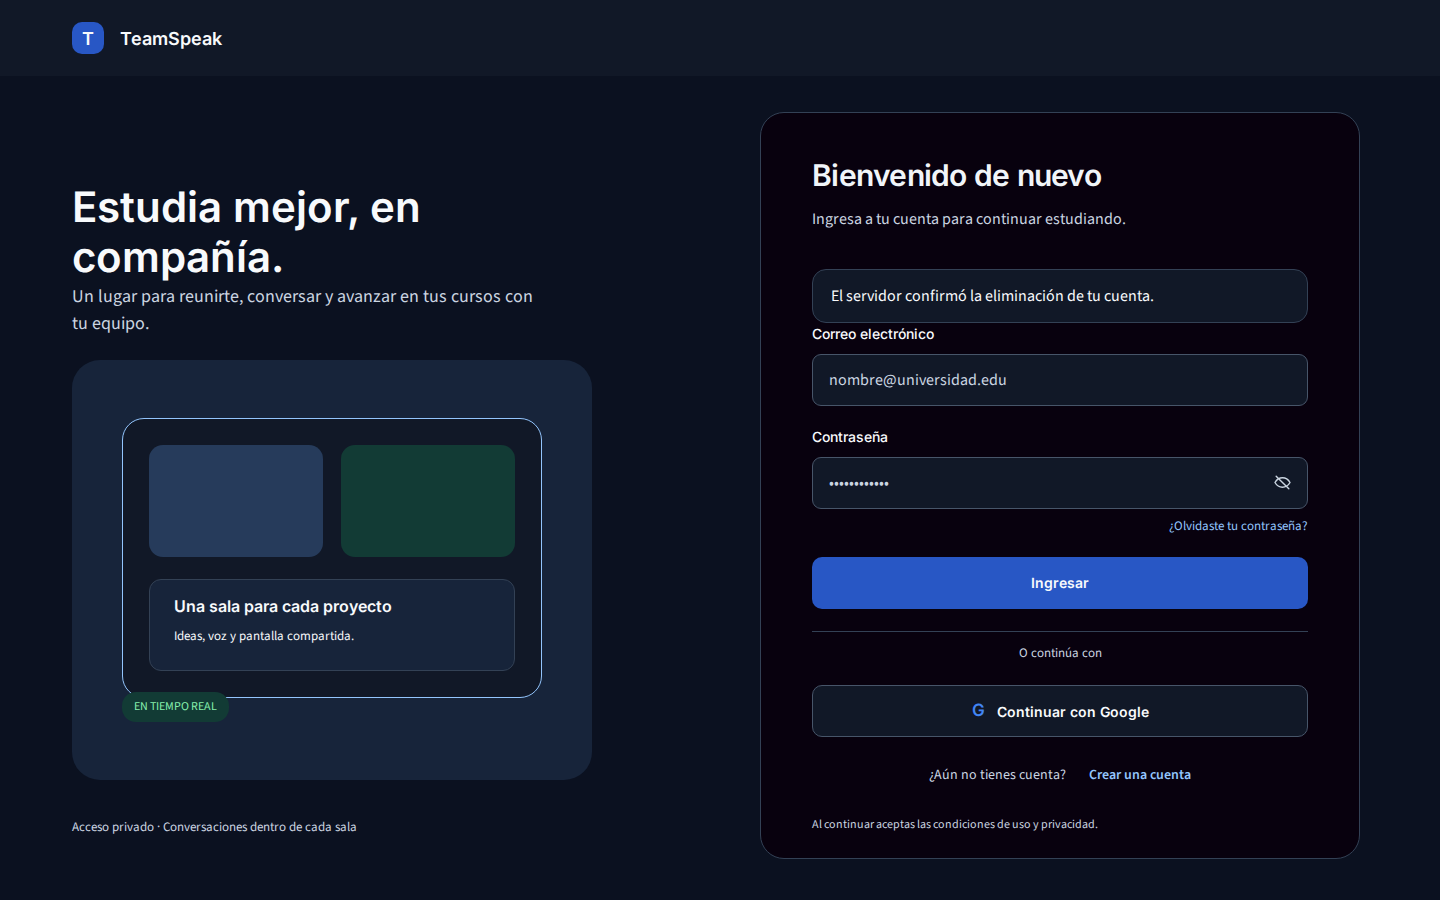 T TeamSpeak
Estudia mejor, en
compañía.
Un lugar para reunirte, conversar y avanzar en tus cursos con
tu equipo.
Una sala para cada proyecto
Ideas, voz y pantalla compartida.
EN TIEMPO REAL
Acceso privado · Conversaciones dentro de cada sala
Bienvenido de nuevo
Ingresa a tu cuenta para continuar estudiando.
El servidor confirmó la eliminación de tu cuenta.
Correo electrónico
nombre@universidad.edu
Contraseña
••••••••••••
¿Olvidaste tu contraseña?
Ingresar
O continúa con
G Continuar con Google
¿Aún no tienes cuenta? Crear una cuenta
Al continuar aceptas las condiciones de uso y privacidad.